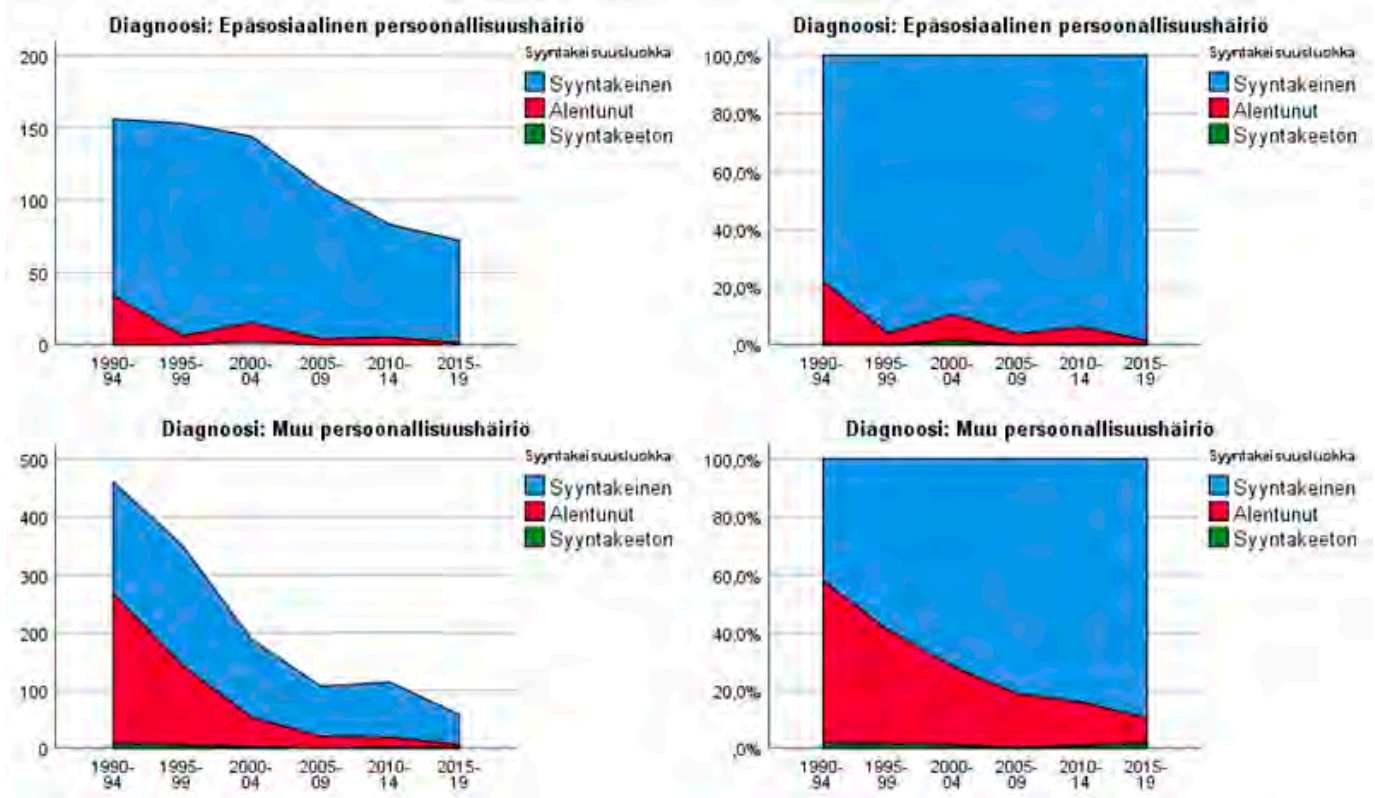 Diagnoosi: Epäsosiaalinen persoonallisuushäiriö
Syyntakeisuusluokka
Syyntakeinen
Alentunut
Syyntakeeton
200
150
100
50
0
1990-94
1995-99
2000-04
2005-09
2010-14
2015-19
Diagnoosi: Epäsosiaalinen persoonallisuushäiriö
Syyntakeisuusluokka
Syyntakeinen
Alentunut
Syyntakeeton
100,0%
80,0%
60,0%
40,0%
20,0%
,0%
1990-94
1995-99
2000-04
2005-09
2010-14
2015-19
Diagnoosi: Muu persoonallisuushäiriö
Syyntakeisuusluokka
Syyntakeinen
Alentunut
Syyntakeeton
500
400
300
200
100
0
1990-94
1995-99
2000-04
2005-09
2010-14
2015-19
Diagnoosi: Muu persoonallisuushäiriö
Syyntakeisuusluokka
Syyntakeinen
Alentunut
Syyntakeeton
100,0%
80,0%
60,0%
40,0%
20,0%
,0%
1990-94
1995-99
2000-04
2005-09
2010-14
2015-19